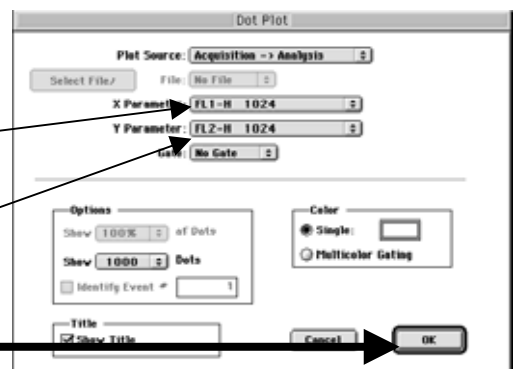 Dot Plot
Plot Source: Acquisition -> Analysis
Select File/ File: No File
X Parameter: FL1-H 1024
Y Parameter: FL2-H 1024
Gate: No Gate
Options
Show 100% of Dots
Show 1000 Dots
Identify Event # 1
Color
Single:
Multicolor Gating
Title
Show Title
Cancel
OK